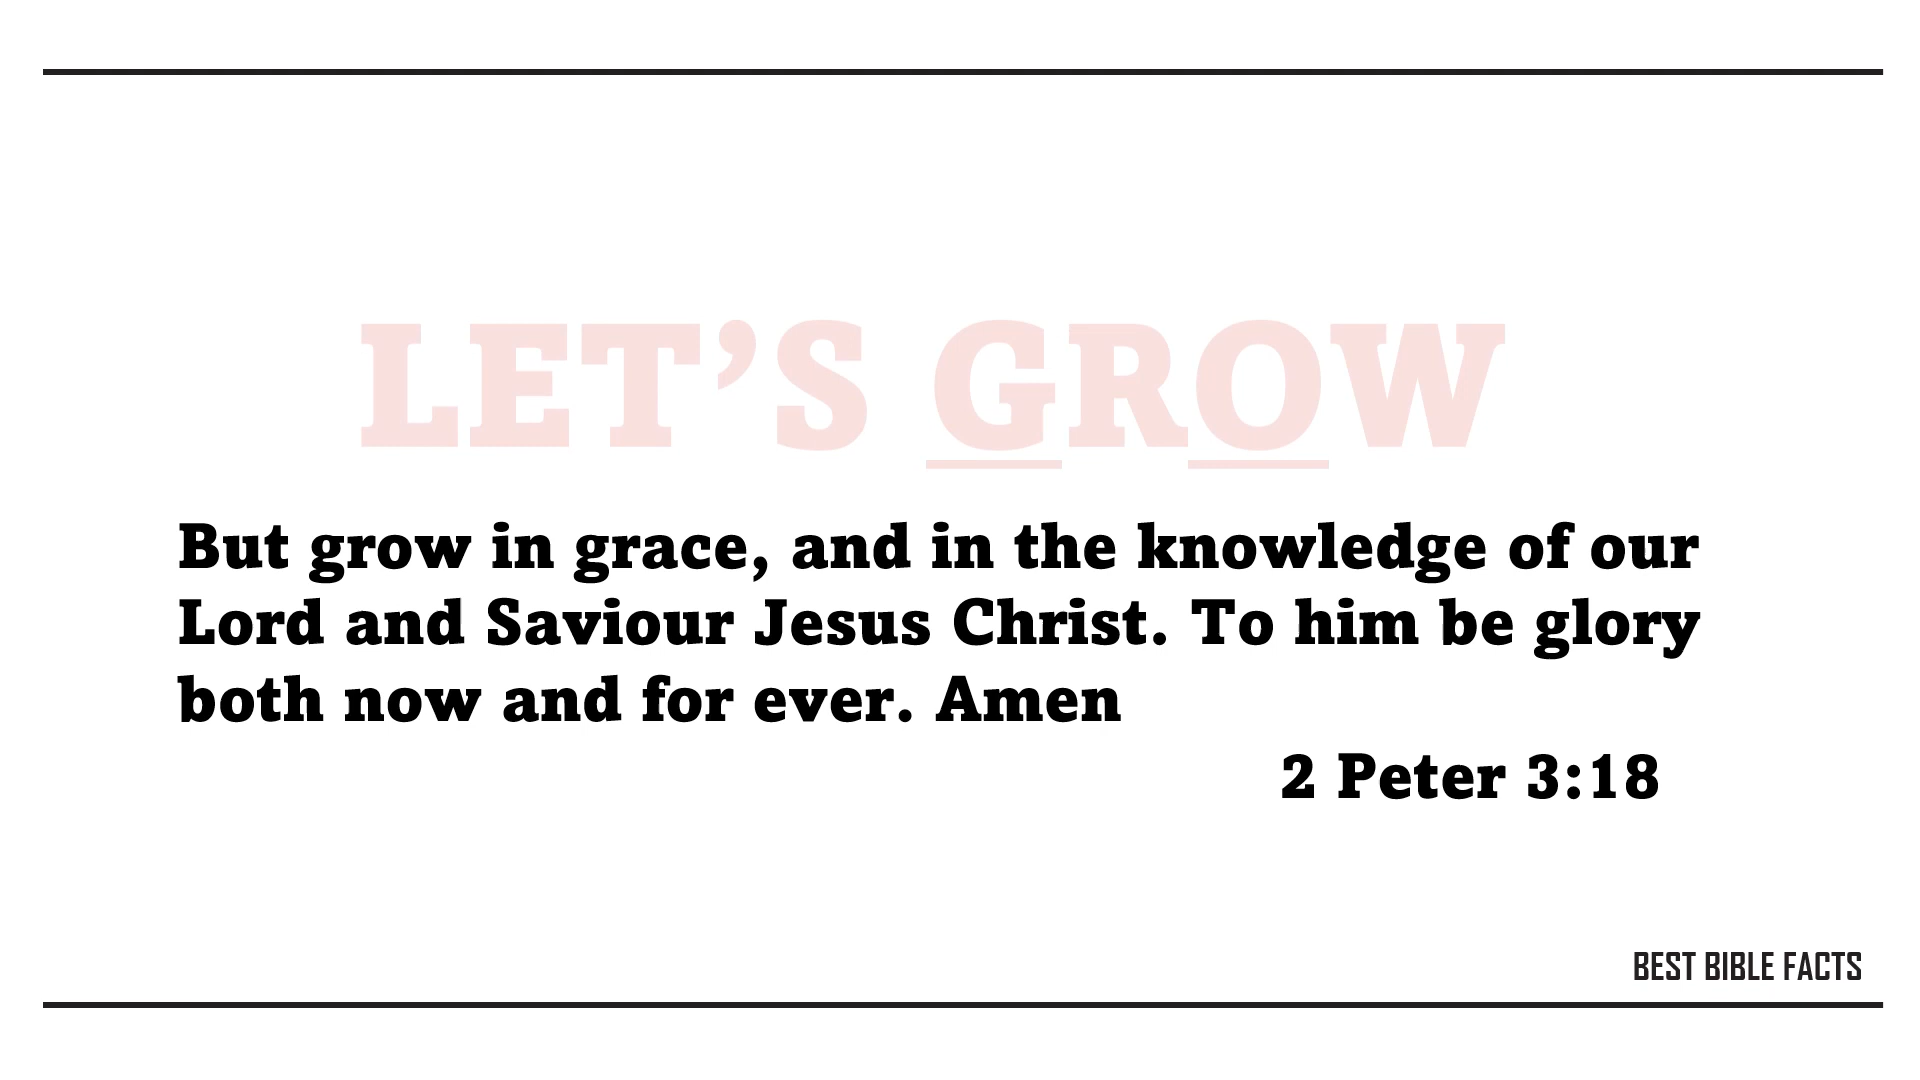 LET’S GROW
But grow in grace, and in the knowledge of our
Lord and Saviour Jesus Christ. To him be glory
both now and for ever. Amen
2 Peter 3:18
BEST BIBLE FACTS